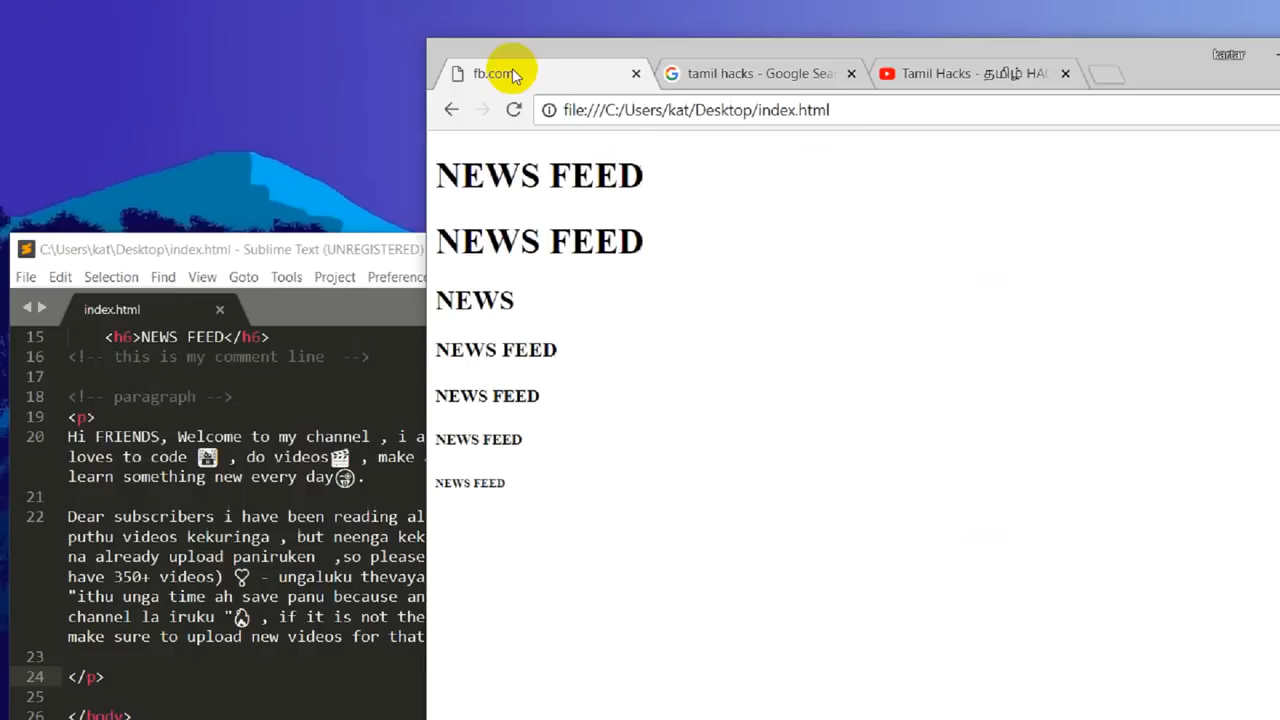 kartar
fb.com
tamil hacks - Google Sea
Tamil Hacks - தமிழ் HAC
file:///C:/Users/kat/Desktop/index.html
NEWS FEED
NEWS FEED
NEWS
NEWS FEED
NEWS FEED
NEWS FEED
NEWS FEED
C:\Users\kat\Desktop\index.html - Sublime Text (UNREGISTERED)
File Edit Selection Find View Goto Tools Project Preference
index.html
15 <h6>NEWS FEED</h6>
16 <!-- this is my comment line -->
17
18 <!-- paragraph -->
19 <p>
20 Hi FRIENDS, Welcome to my channel , i a
loves to code , do videos , make
learn something new every day .
21
22 Dear subscribers i have been reading al
puthu videos kekuringa , but neenga kek
na already upload paniruken ,so please
have 350+ videos) - ungaluku thevaya
"ithu unga time ah save panu because an
channel la iruku " , if it is not the
make sure to upload new videos for that
23
24 </p>
25
26 </body>